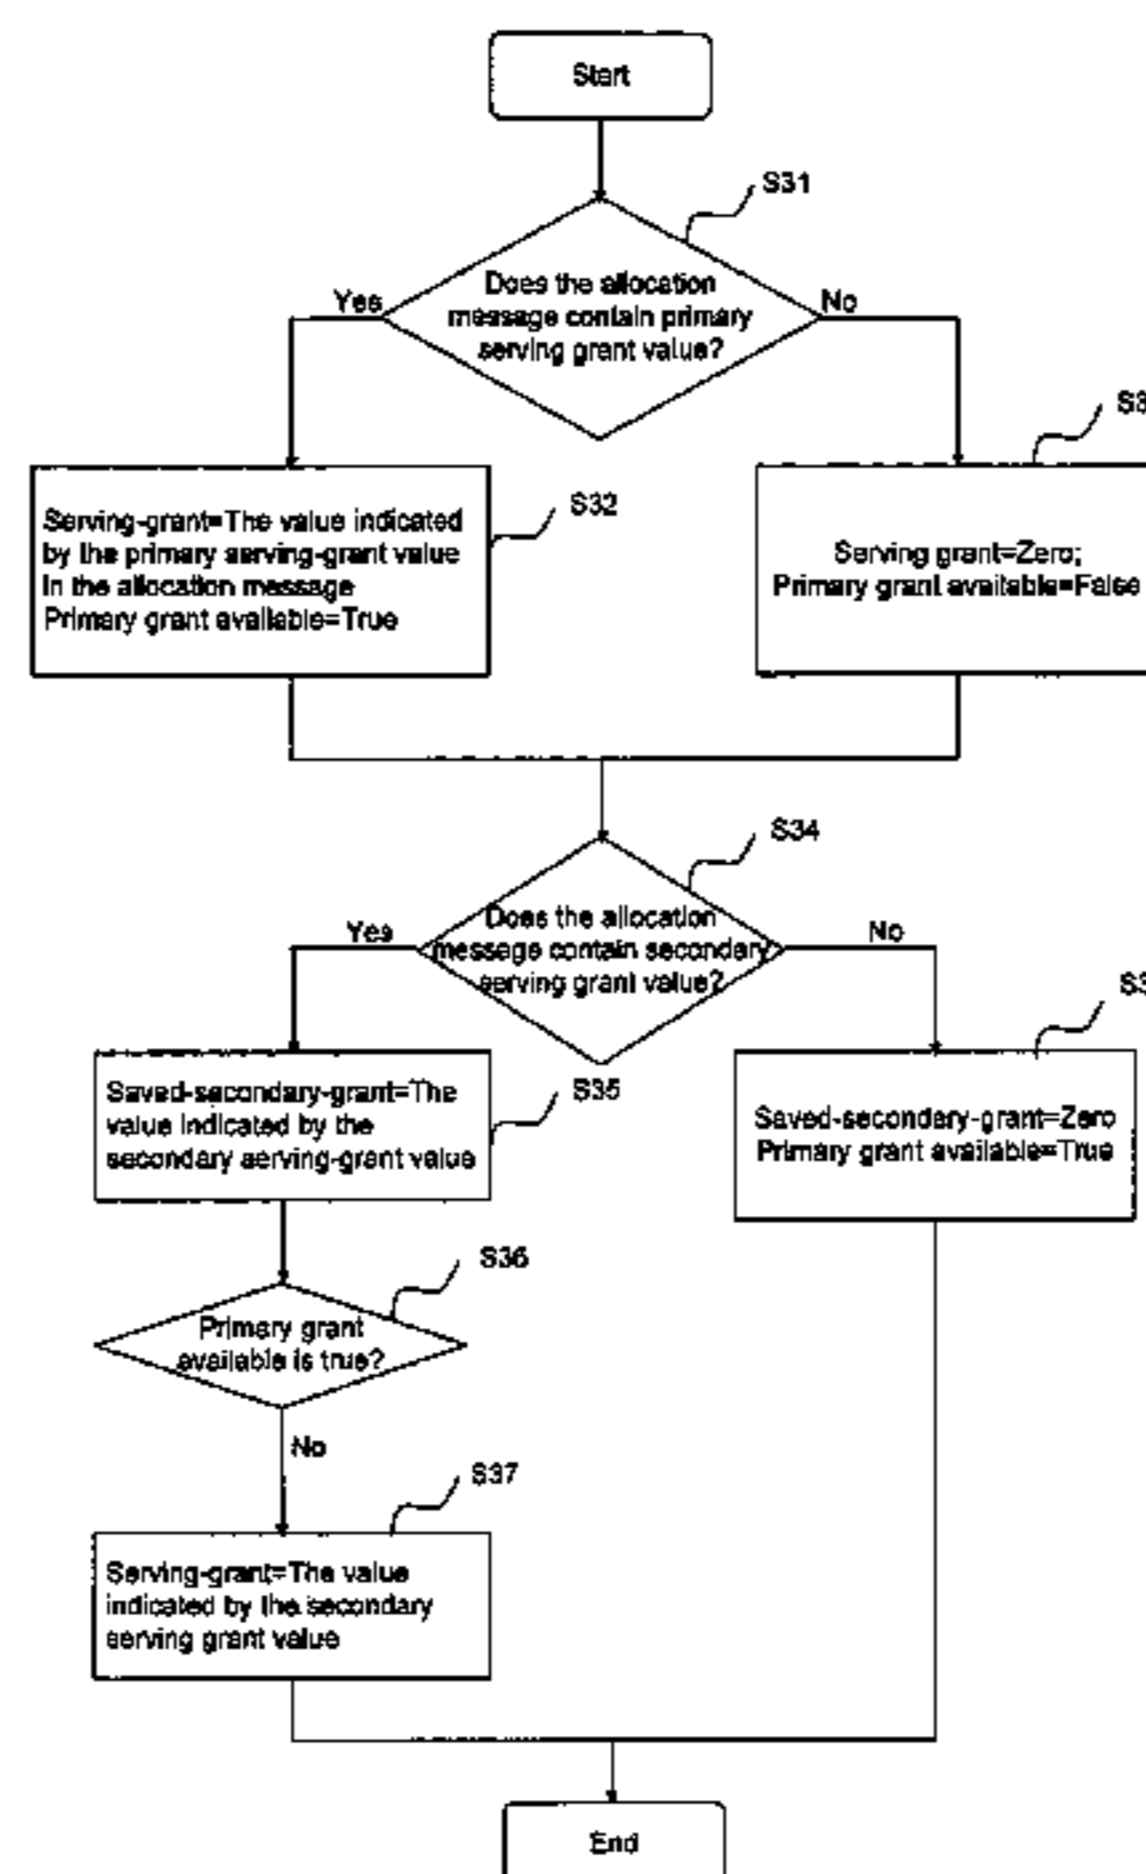 Start
S31
Does the allocation
message contain primary
serving grant value?
Yes
No
S3
S32
Serving-grant=The value indicated
by the primary serving-grant value
In the allocation message
Primary grant available=True
Serving grant=Zero;
Primary grant available=False
S34
Does the allocation
message contain secondary
serving grant value?
Yes
No
S3
Saved-secondary-grant=The
value indicated by the
secondary serving-grant value
S35
Saved-secondary-grant=Zero
Primary grant available=True
S36
Primary grant
available is true?
No
S37
Serving-grant=The value
indicated by the secondary
serving grant value
End